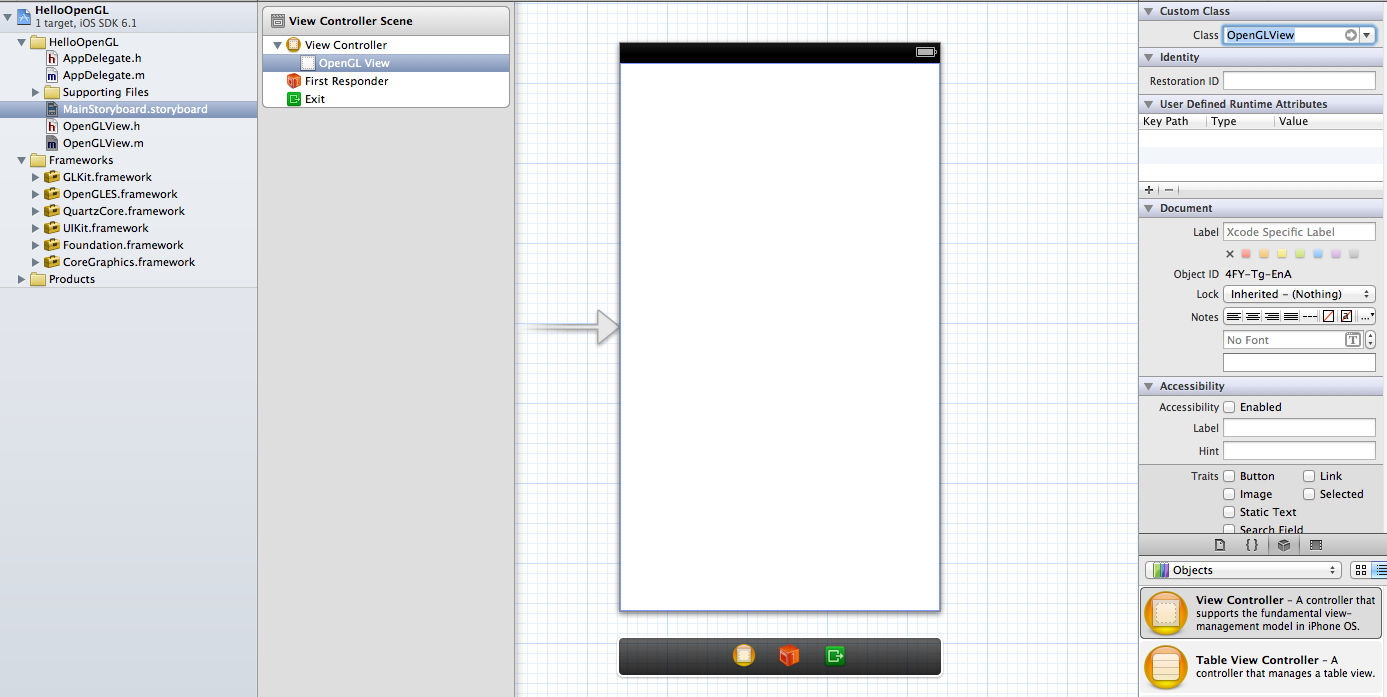 HelloOpenGL
1 target, iOS SDK 6.1
HelloOpenGL
AppDelegate.h
AppDelegate.m
Supporting Files
MainStoryboard.storyboard
OpenGLView.h
OpenGLView.m
Frameworks
GLKit.framework
OpenGLES.framework
QuartzCore.framework
UIKit.framework
Foundation.framework
CoreGraphics.framework
Products
View Controller Scene
View Controller
OpenGL View
First Responder
Exit
Custom Class
Class OpenGLView
Identity
Restoration ID
User Defined Runtime Attributes
Key Path Type Value
Document
Label Xcode Specific Label
Object ID 4FY-Tg-EnA
Lock Inherited - (Nothing)
Notes
No Font
Accessibility
Accessibility Enabled
Label
Hint
Traits Button Link
Image Selected
Static Text
Search Field
Objects
View Controller - A controller that
supports the fundamental view-
management model in iPhone OS.
Table View Controller - A
controller that manages a table view.